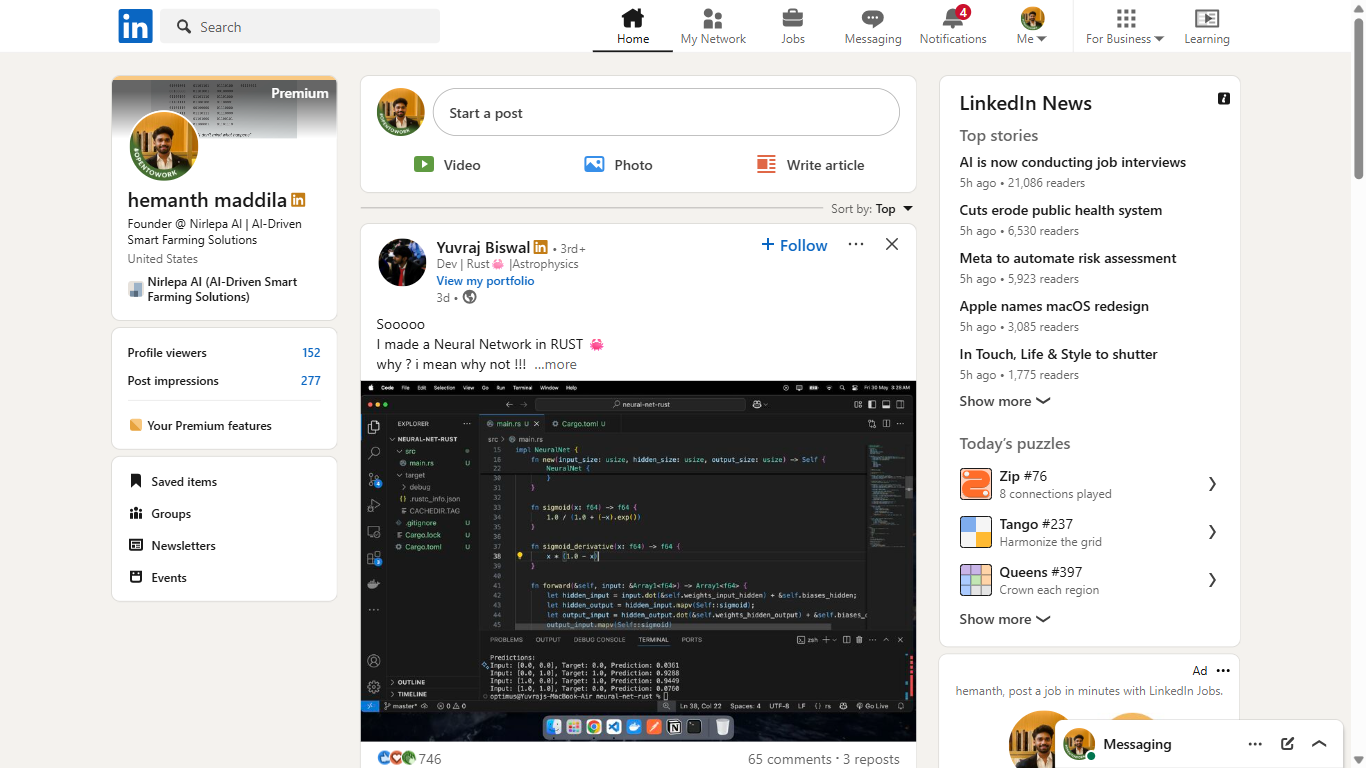 in
Search
Home
My Network
Jobs
Messaging
4
Notifications
Me
For Business
Learning
Premium
#OPENTOWORK
hemanth maddila
Founder @ Nirlepa AI | AI-Driven
Smart Farming Solutions
United States
Nirlepa AI (AI-Driven Smart
Farming Solutions)
Profile viewers 152
Post impressions 277
Your Premium features
Saved items
Groups
Newsletters
Events
Start a post
Video
Photo
Write article
Sort by: Top
Yuvraj Biswal • 3rd+
+ Follow
Dev | Rust🦀 |Astrophysics
View my portfolio
3d •
Sooooo
I made a Neural Network in RUST 🦀
why ? i mean why not !!! ...more
Code File Edit Selection View Go Run Terminal Window Help
Fri 30 May 8:28 AM
neural-net-rust
EXPLORER
NEURAL-NET-RUST
src
main.rs U
target
debug
.rustc_info.json
CACHEDIR.TAG
.gitignore U
Cargo.lock U
Cargo.toml U
OUTLINE
TIMELINE
main.rs U
Cargo.toml U
src > main.rs
15 impl NeuralNet {
16 fn new(input_size: usize, hidden_size: usize, output_size: usize) -> Self {
22 NeuralNet {
30 }
31 }
32
33 fn sigmoid(x: f64) -> f64 {
34 1.0 / (1.0 + (-x).exp())
35 }
36
37 fn sigmoid_derivative(x: f64) -> f64 {
38 x * (1.0 - x)
39 }
40
41 fn forward(&self, input: &Array1<f64>) -> Array1<f64> {
42 let hidden_input = input.dot(&self.weights_input_hidden) + &self.biases_hidden;
43 let hidden_output = hidden_input.mapv(Self::sigmoid);
44 let output_input = hidden_output.dot(&self.weights_hidden_output) + &self.biases_o
45 output_input.mapv(Self::sigmoid)
PROBLEMS OUTPUT DEBUG CONSOLE TERMINAL PORTS
zsh
Predictions:
Input: [0.0, 0.0], Target: 0.0, Prediction: 0.0361
Input: [0.0, 1.0], Target: 1.0, Prediction: 0.9288
Input: [1.0, 0.0], Target: 1.0, Prediction: 0.9449
Input: [1.0, 1.0], Target: 0.0, Prediction: 0.0760
optimus@Yuvrajs-MacBook-Air neural-net-rust %
master* 0 0
Ln 38, Col 22 Spaces: 4 UTF-8 LF {} rs Go Live
746
65 comments · 3 reposts
LinkedIn News
Top stories
AI is now conducting job interviews
5h ago • 21,086 readers
Cuts erode public health system
5h ago • 6,530 readers
Meta to automate risk assessment
5h ago • 5,923 readers
Apple names macOS redesign
5h ago • 3,085 readers
In Touch, Life & Style to shutter
5h ago • 1,775 readers
Show more
Today's puzzles
Zip #76
8 connections played
Tango #237
Harmonize the grid
Queens #397
Crown each region
Show more
Ad
hemanth, post a job in minutes with LinkedIn Jobs.
Messaging